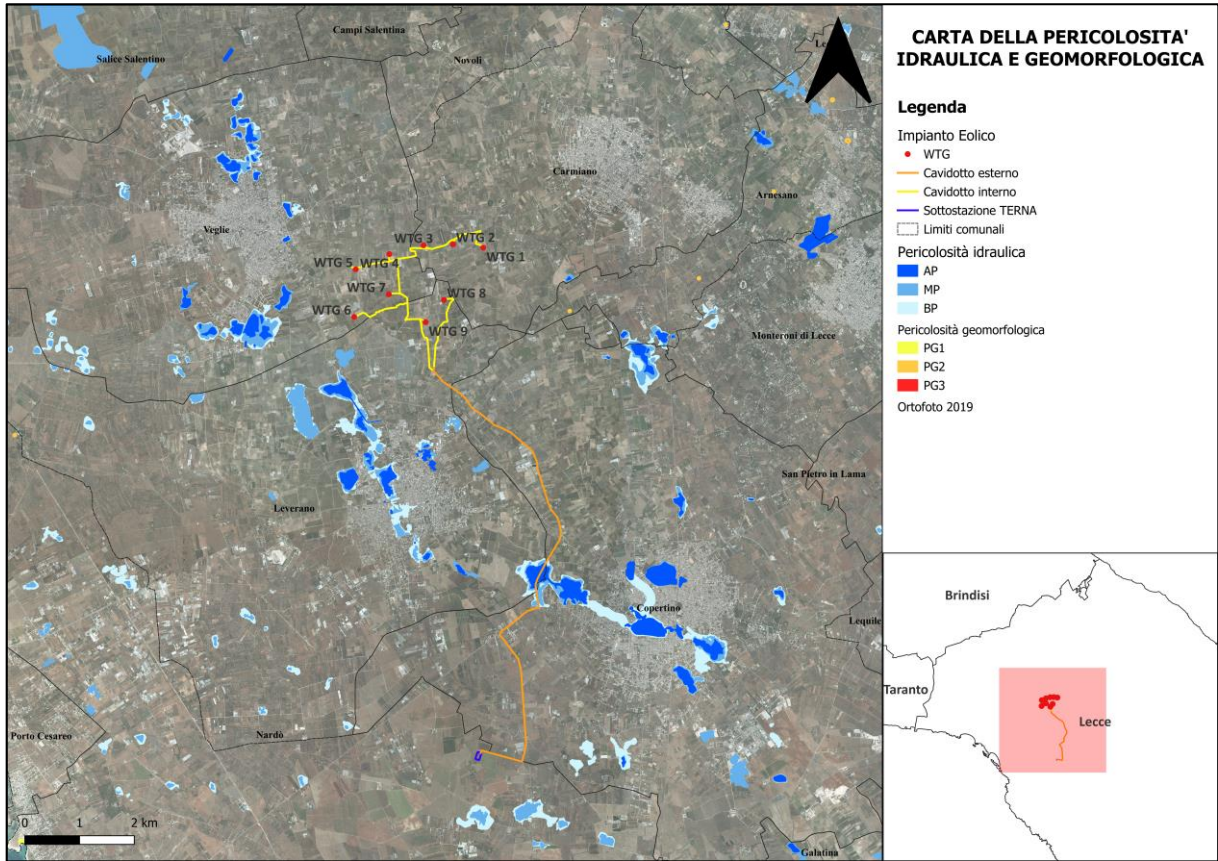 CARTA DELLA PERICOLOSITA'
IDRAULICA E GEOMORFOLOGICA
Legenda
Impianto Eolico
WTG
Cavidotto esterno
Cavidotto interno
Sottostazione TERNA
Limiti comunali
Pericolosità idraulica
AP
MP
BP
Pericolosità geomorfologica
PG1
PG2
PG3
Ortofoto 2019
Campi Salentina
Salice Salentino
Novoli
Carmiano
Arnesano
Veglie
WTG 3
WTG 2
WTG 1
WTG 5
WTG 4
WTG 7
WTG 8
WTG 6
WTG 9
Monteroni di Lecce
San Pietro in Lama
Leverano
Copertino
Lequile
Porto Cesareo
Nardò
Galatina
0 1 2 km
Brindisi
Taranto
Lecce